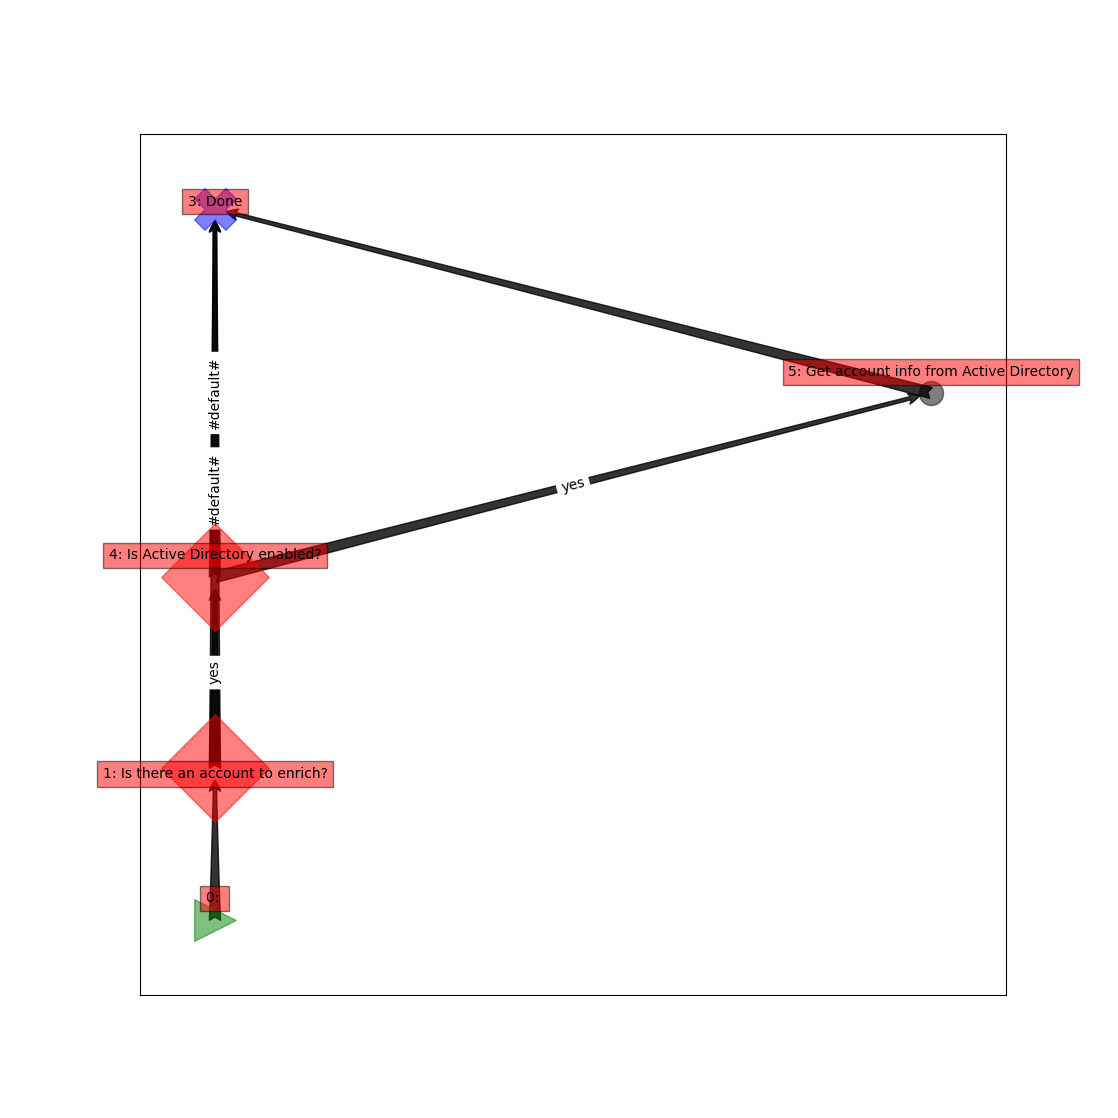 3: Done
5: Get account info from Active Directory
#default#
#default#
yes
4: Is Active Directory enabled?
yes
1: Is there an account to enrich?
0: